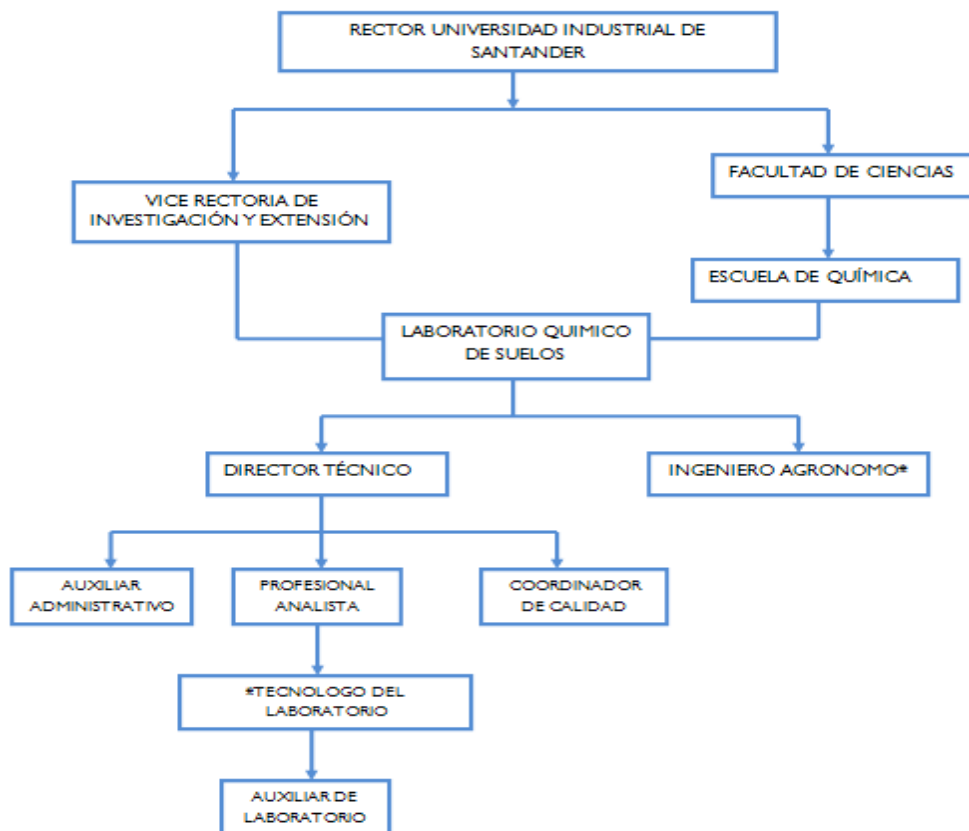 RECTOR UNIVERSIDAD INDUSTRIAL DE
SANTANDER
FACULTAD DE CIENCIAS
VICE RECTORIA DE
INVESTIGACIÓN Y EXTENSIÓN
ESCUELA DE QUÍMICA
LABORATORIO QUIMICO
DE SUELOS
DIRECTOR TÉCNICO
INGENIERO AGRONOMO*
AUXILIAR
ADMINISTRATIVO
PROFESIONAL
ANALISTA
COORDINADOR
DE CALIDAD
*TECNOLOGO DEL
LABORATORIO
AUXILIAR DE
LABORATORIO